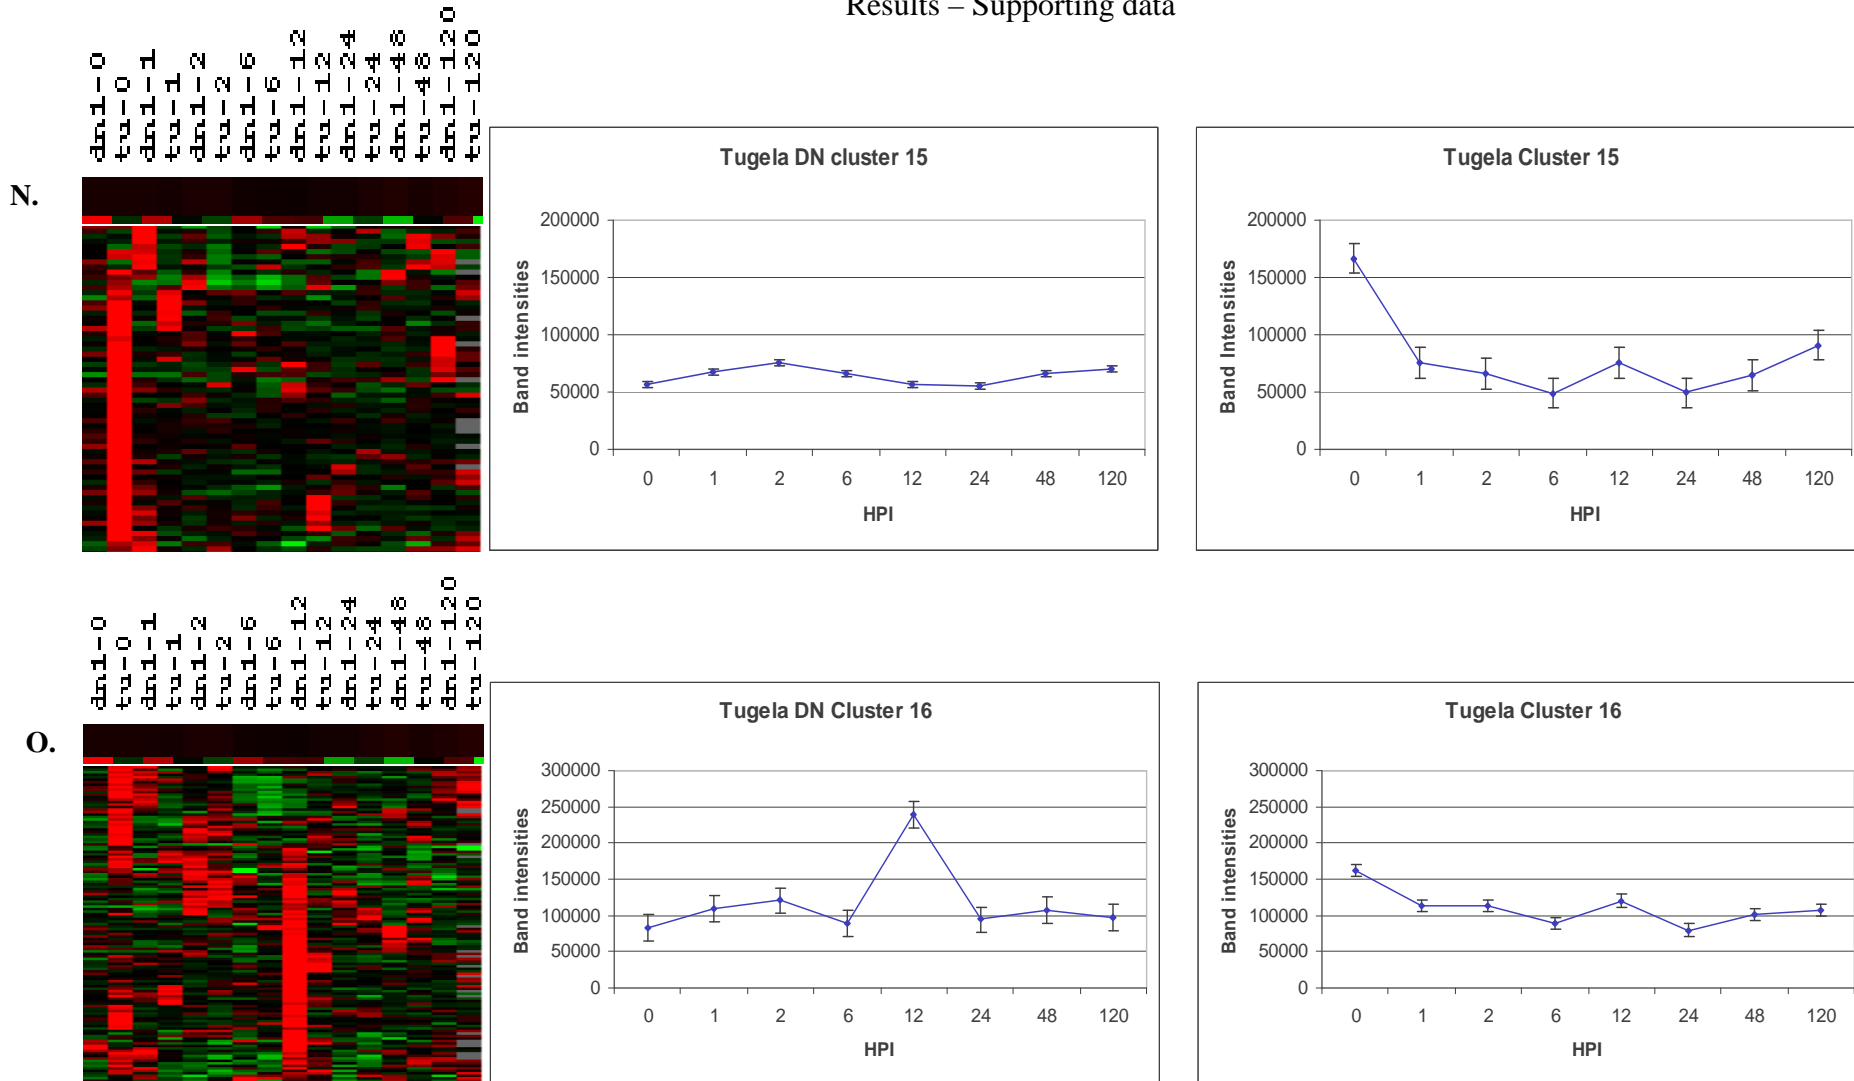 Results – Supporting data
dn1-0
tu-0
dn1-1
tu-1
dn1-2
tu-2
dn1-6
tu-6
dn1-12
tu-12
dn1-24
tu-24
dn1-48
tu-48
dn1-120
tu-120
N.
Tugela DN cluster 15
Band intensities
200000
150000
100000
50000
0
0 1 2 6 12 24 48 120
HPI
Tugela Cluster 15
Band Intensities
200000
150000
100000
50000
0
0 1 2 6 12 24 48 120
HPI
dn1-0
tu-0
dn1-1
tu-1
dn1-2
tu-2
dn1-6
tu-6
dn1-12
tu-12
dn1-24
tu-24
dn1-48
tu-48
dn1-120
tu-120
O.
Tugela DN Cluster 16
Band intensities
300000
250000
200000
150000
100000
50000
0
0 1 2 6 12 24 48 120
HPI
Tugela Cluster 16
Band intensities
300000
250000
200000
150000
100000
50000
0
0 1 2 6 12 24 48 120
HPI